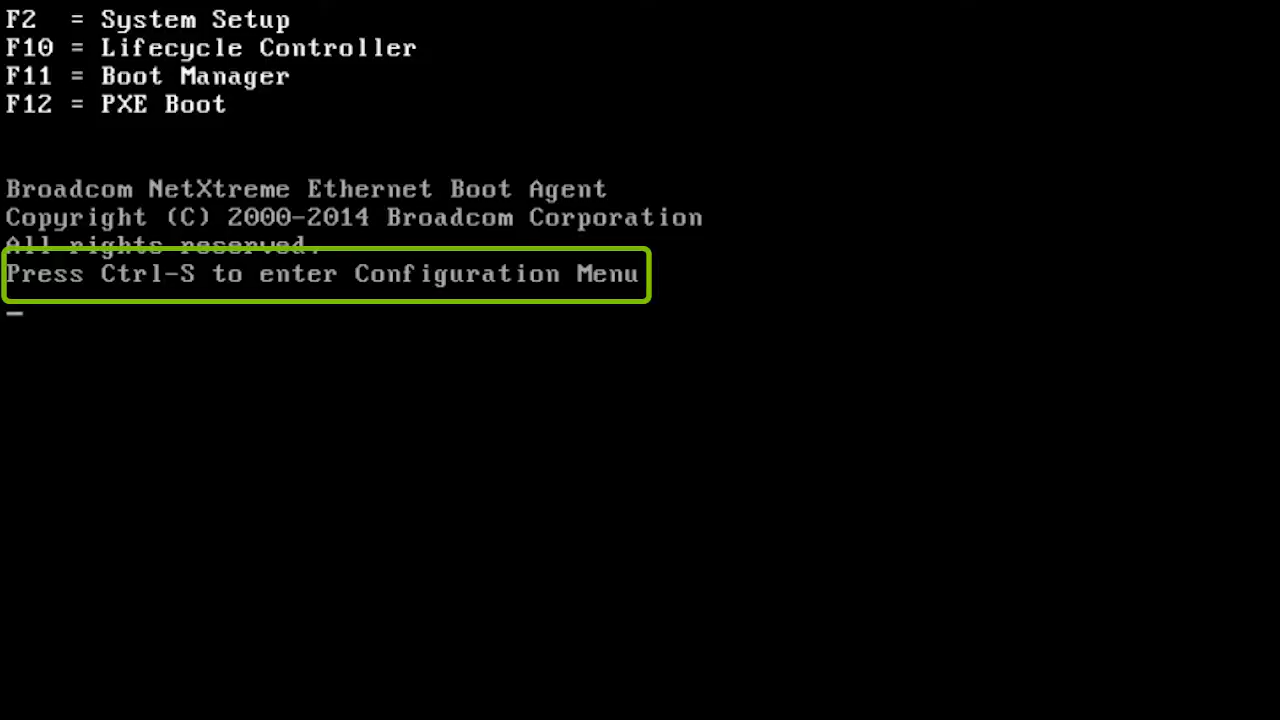 F2  = System Setup
F10 = Lifecycle Controller
F11 = Boot Manager
F12 = PXE Boot
Broadcom NetXtreme Ethernet Boot Agent
Copyright (C) 2000-2014 Broadcom Corporation
All rights reserved.
Press Ctrl-S to enter Configuration Menu